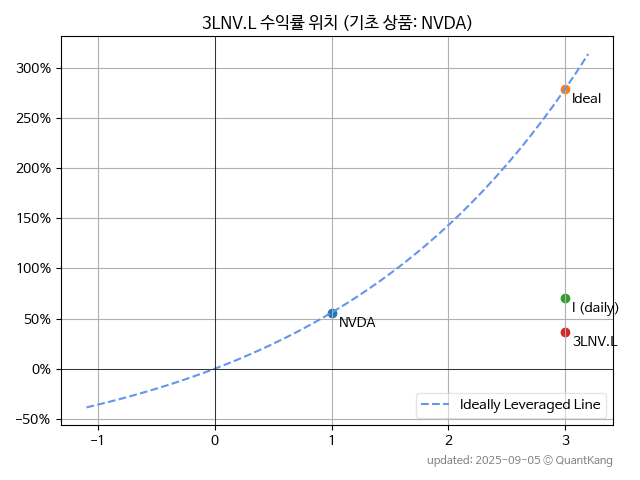 3LNV.L 수익률 위치 (기초 상품: NVDA)
300%
250%
200%
150%
100%
50%
0%
−50%
Ideal
I (daily)
3LNV.L
NVDA
Ideally Leveraged Line
−1
0
1
2
3
updated: 2025-09-05 © QuantKang